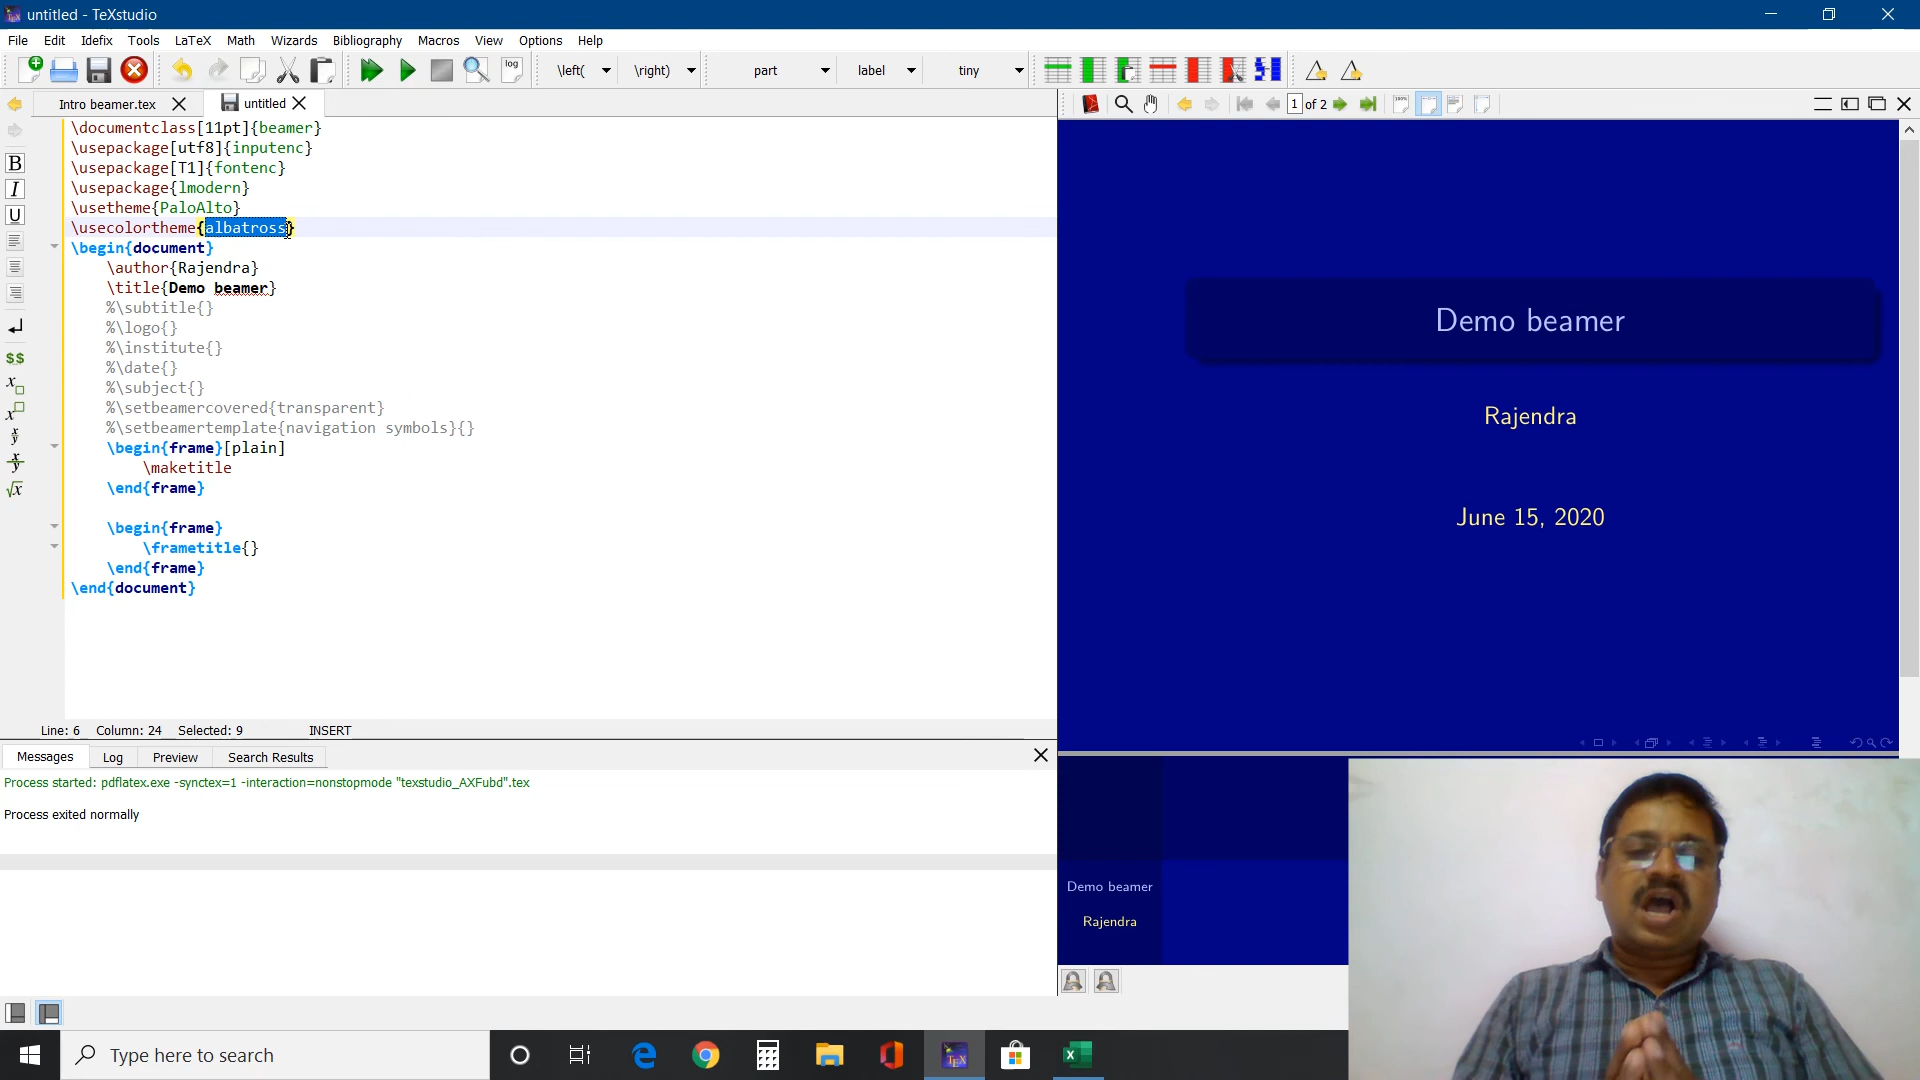 untitled - TeXstudio
File Edit Idefix Tools LaTeX Math Wizards Bibliography Macros View Options Help
log \left( \right) part label tiny
Intro beamer.tex untitled 1 of 2
\documentclass[11pt]{beamer}
\usepackage[utf8]{inputenc}
\usepackage[T1]{fontenc}
\usepackage{lmodern}
\usetheme{PaloAlto}
\usecolortheme{albatross}
\begin{document}
\author{Rajendra}
\title{Demo beamer}
%\subtitle{}
%\logo{}
%\institute{}
%\date{}
%\subject{}
%\setbeamercovered{transparent}
%\setbeamertemplate{navigation symbols}{}
\begin{frame}[plain]
\maketitle
\end{frame}
\begin{frame}
\frametitle{}
\end{frame}
\end{document}
Line: 6 Column: 24 Selected: 9 INSERT
Messages Log Preview Search Results
Process started: pdflatex.exe -synctex=1 -interaction=nonstopmode "texstudio_AXFubd".tex
Process exited normally
Demo beamer
Rajendra
June 15, 2020
Demo beamer
Rajendra
Type here to search